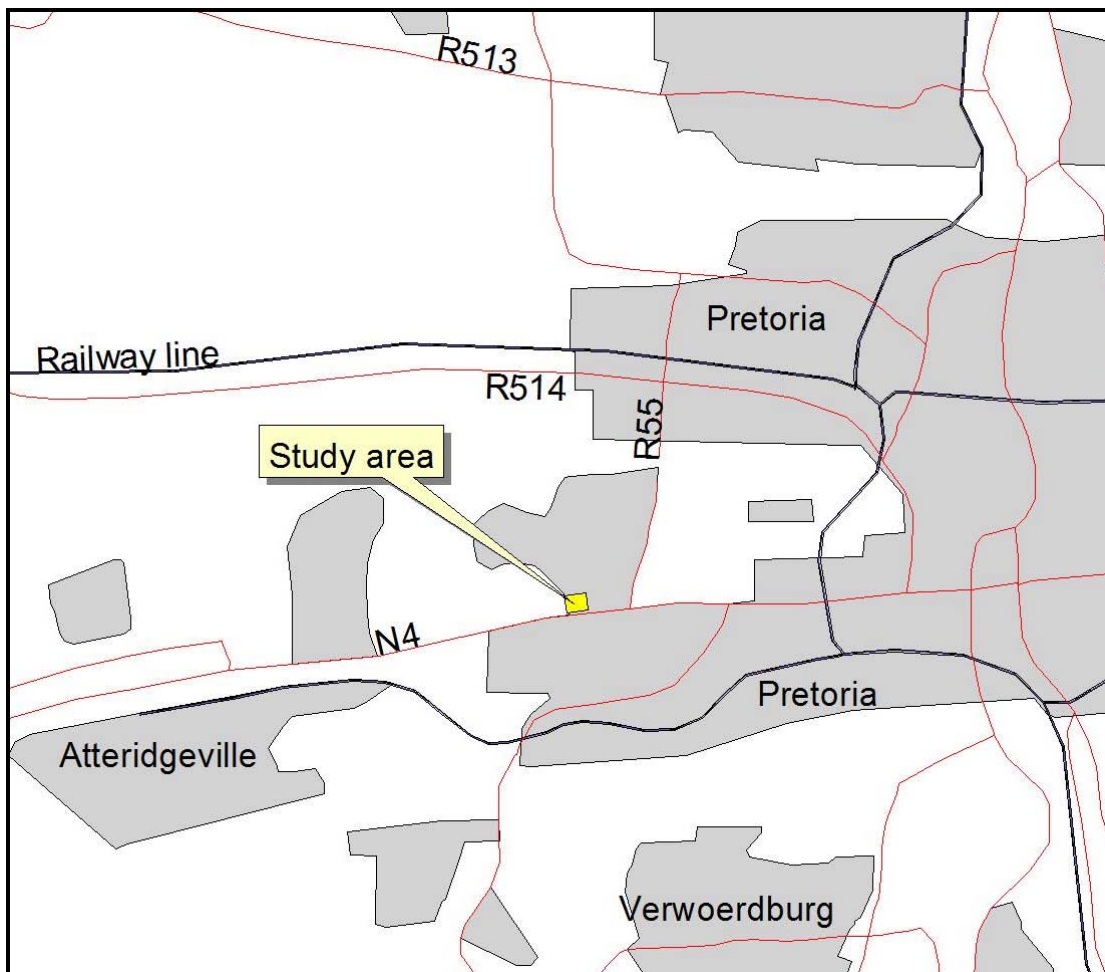 R513
Pretoria
Railway line
R514
R55
Study area
N4
Pretoria
Atteridgeville
Verwoerdburg